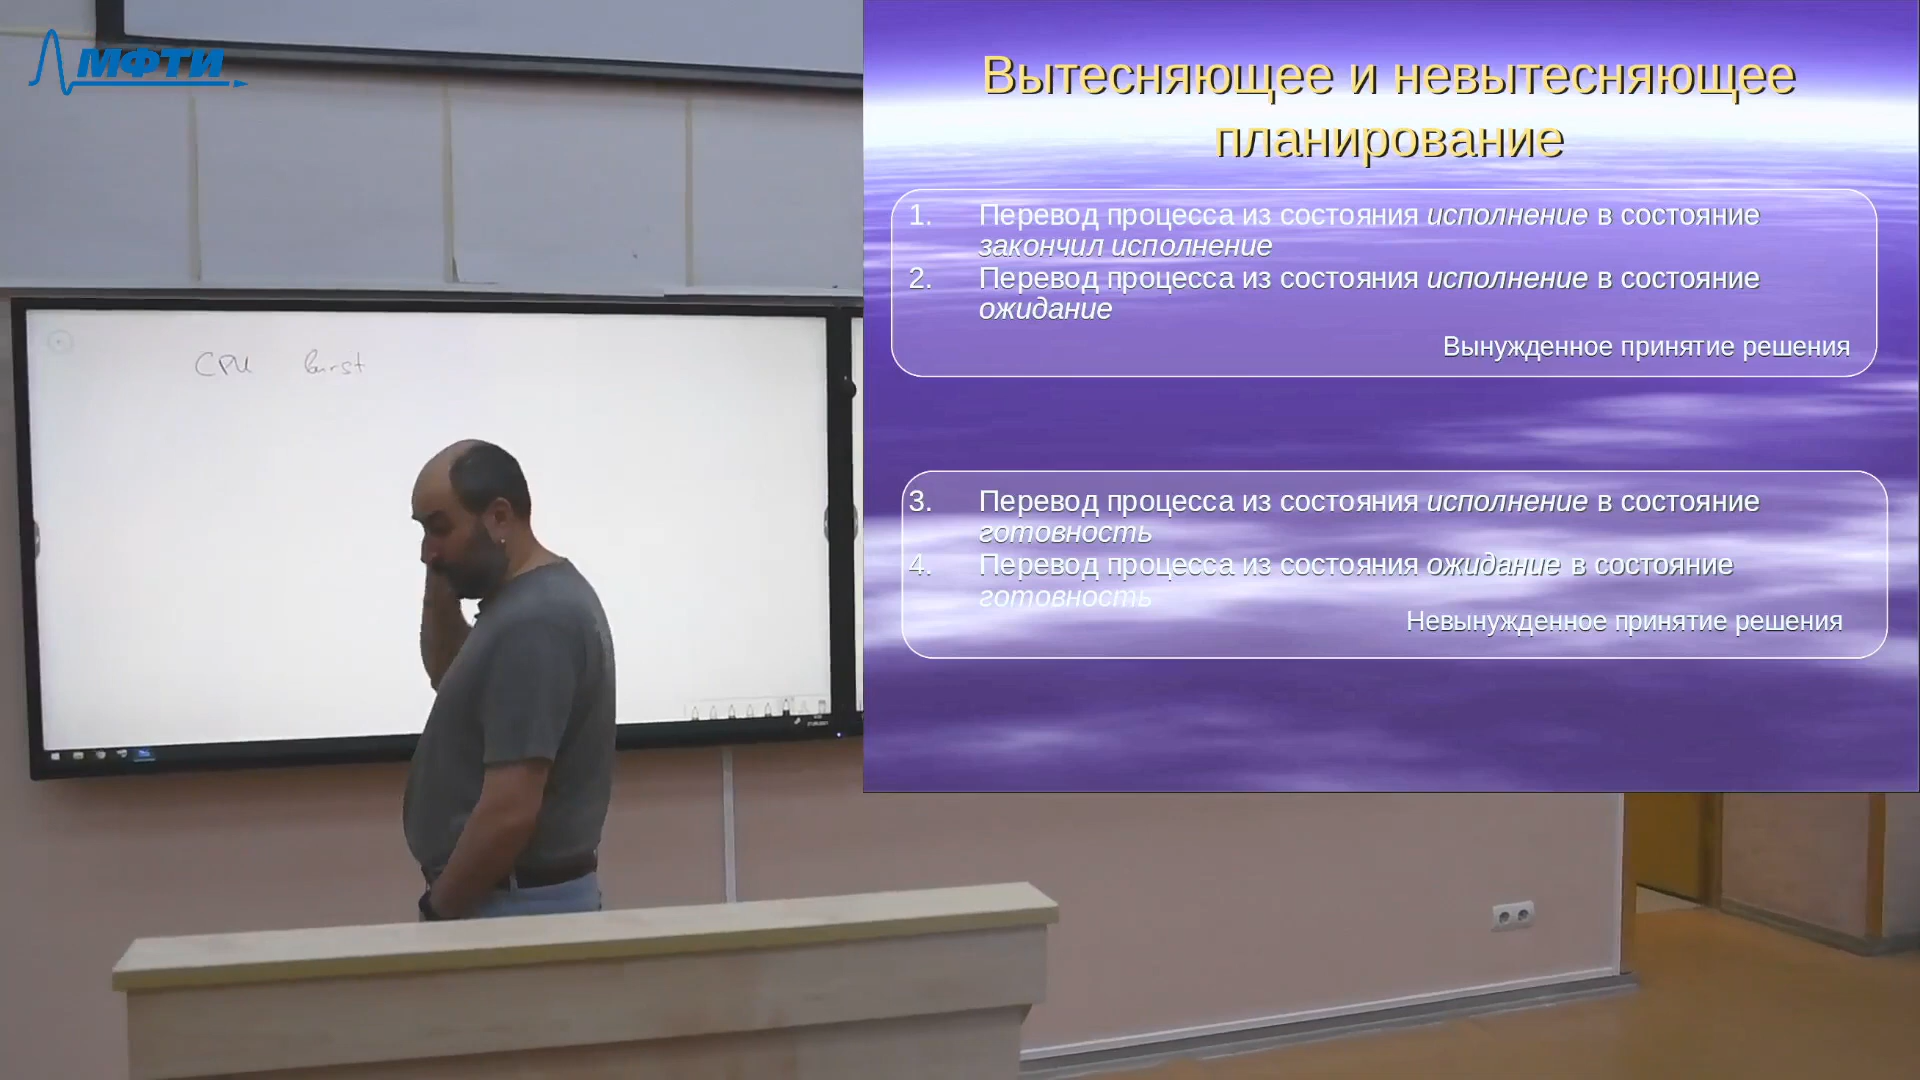 МФТИ
CPU burst
Вытесняющее и невытесняющее
планирование
1. Перевод процесса из состояния исполнение в состояние
закончил исполнение
2. Перевод процесса из состояния исполнение в состояние
ожидание
Вынужденное принятие решения
3. Перевод процесса из состояния исполнение в состояние
готовность
4. Перевод процесса из состояния ожидание в состояние
готовность
Невынужденное принятие решения